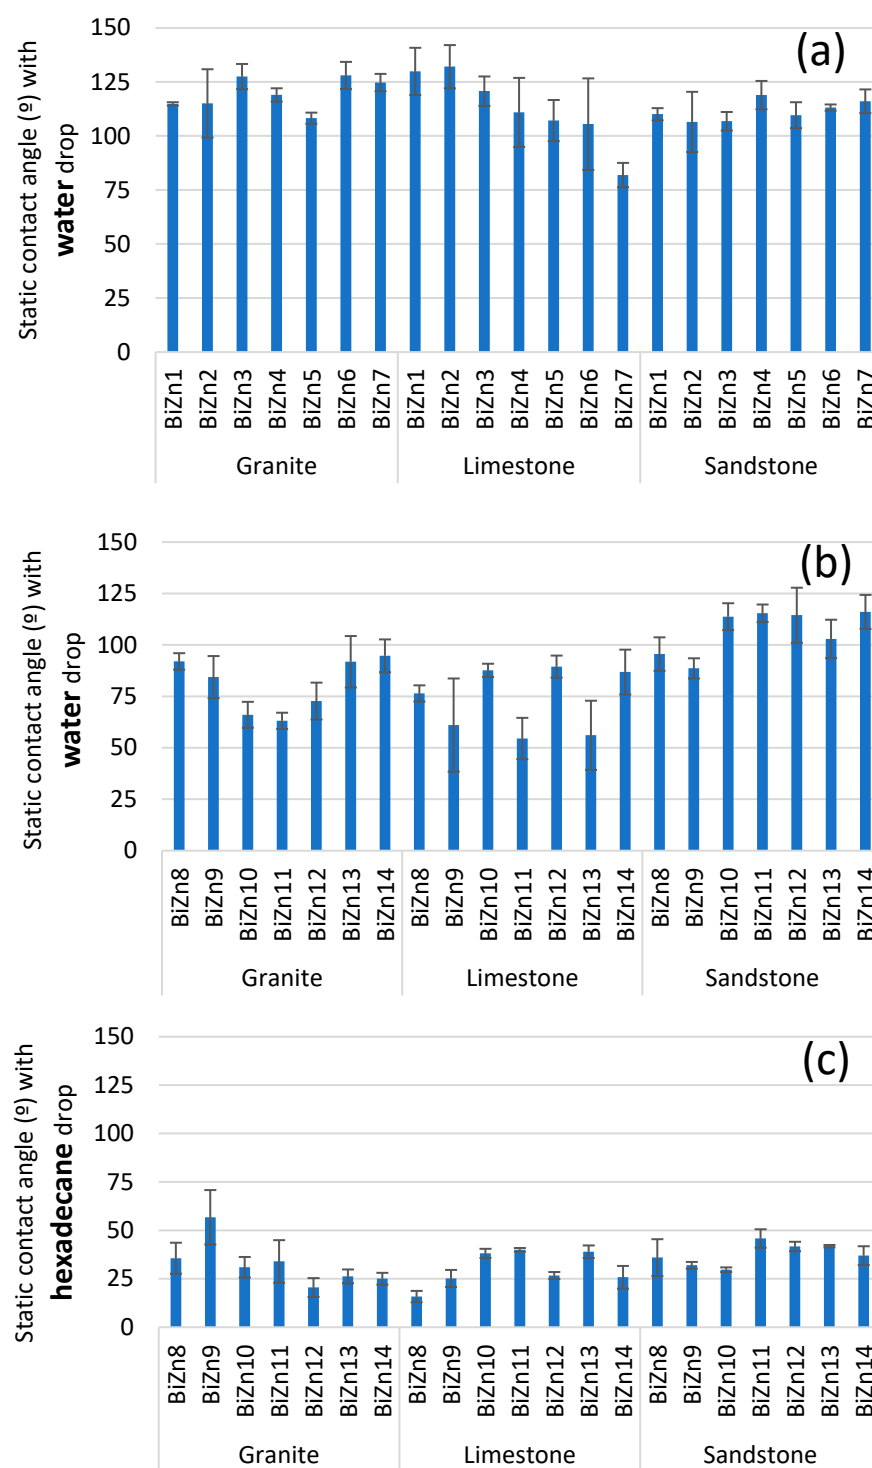 Static contact angle (º) with
water drop
(a)
150
125
100
75
50
25
0
BiZn1 BiZn2 BiZn3 BiZn4 BiZn5 BiZn6 BiZn7 BiZn1 BiZn2 BiZn3 BiZn4 BiZn5 BiZn6 BiZn7 BiZn1 BiZn2 BiZn3 BiZn4 BiZn5 BiZn6 BiZn7
Granite Limestone Sandstone
Static contact angle (º) with
water drop
(b)
150
125
100
75
50
25
0
BiZn8 BiZn9 BiZn10 BiZn11 BiZn12 BiZn13 BiZn14 BiZn8 BiZn9 BiZn10 BiZn11 BiZn12 BiZn13 BiZn14 BiZn8 BiZn9 BiZn10 BiZn11 BiZn12 BiZn13 BiZn14
Granite Limestone Sandstone
Static contact angle (º) with
hexadecane drop
(c)
150
125
100
75
50
25
0
BiZn8 BiZn9 BiZn10 BiZn11 BiZn12 BiZn13 BiZn14 BiZn8 BiZn9 BiZn10 BiZn11 BiZn12 BiZn13 BiZn14 BiZn8 BiZn9 BiZn10 BiZn11 BiZn12 BiZn13 BiZn14
Granite Limestone Sandstone